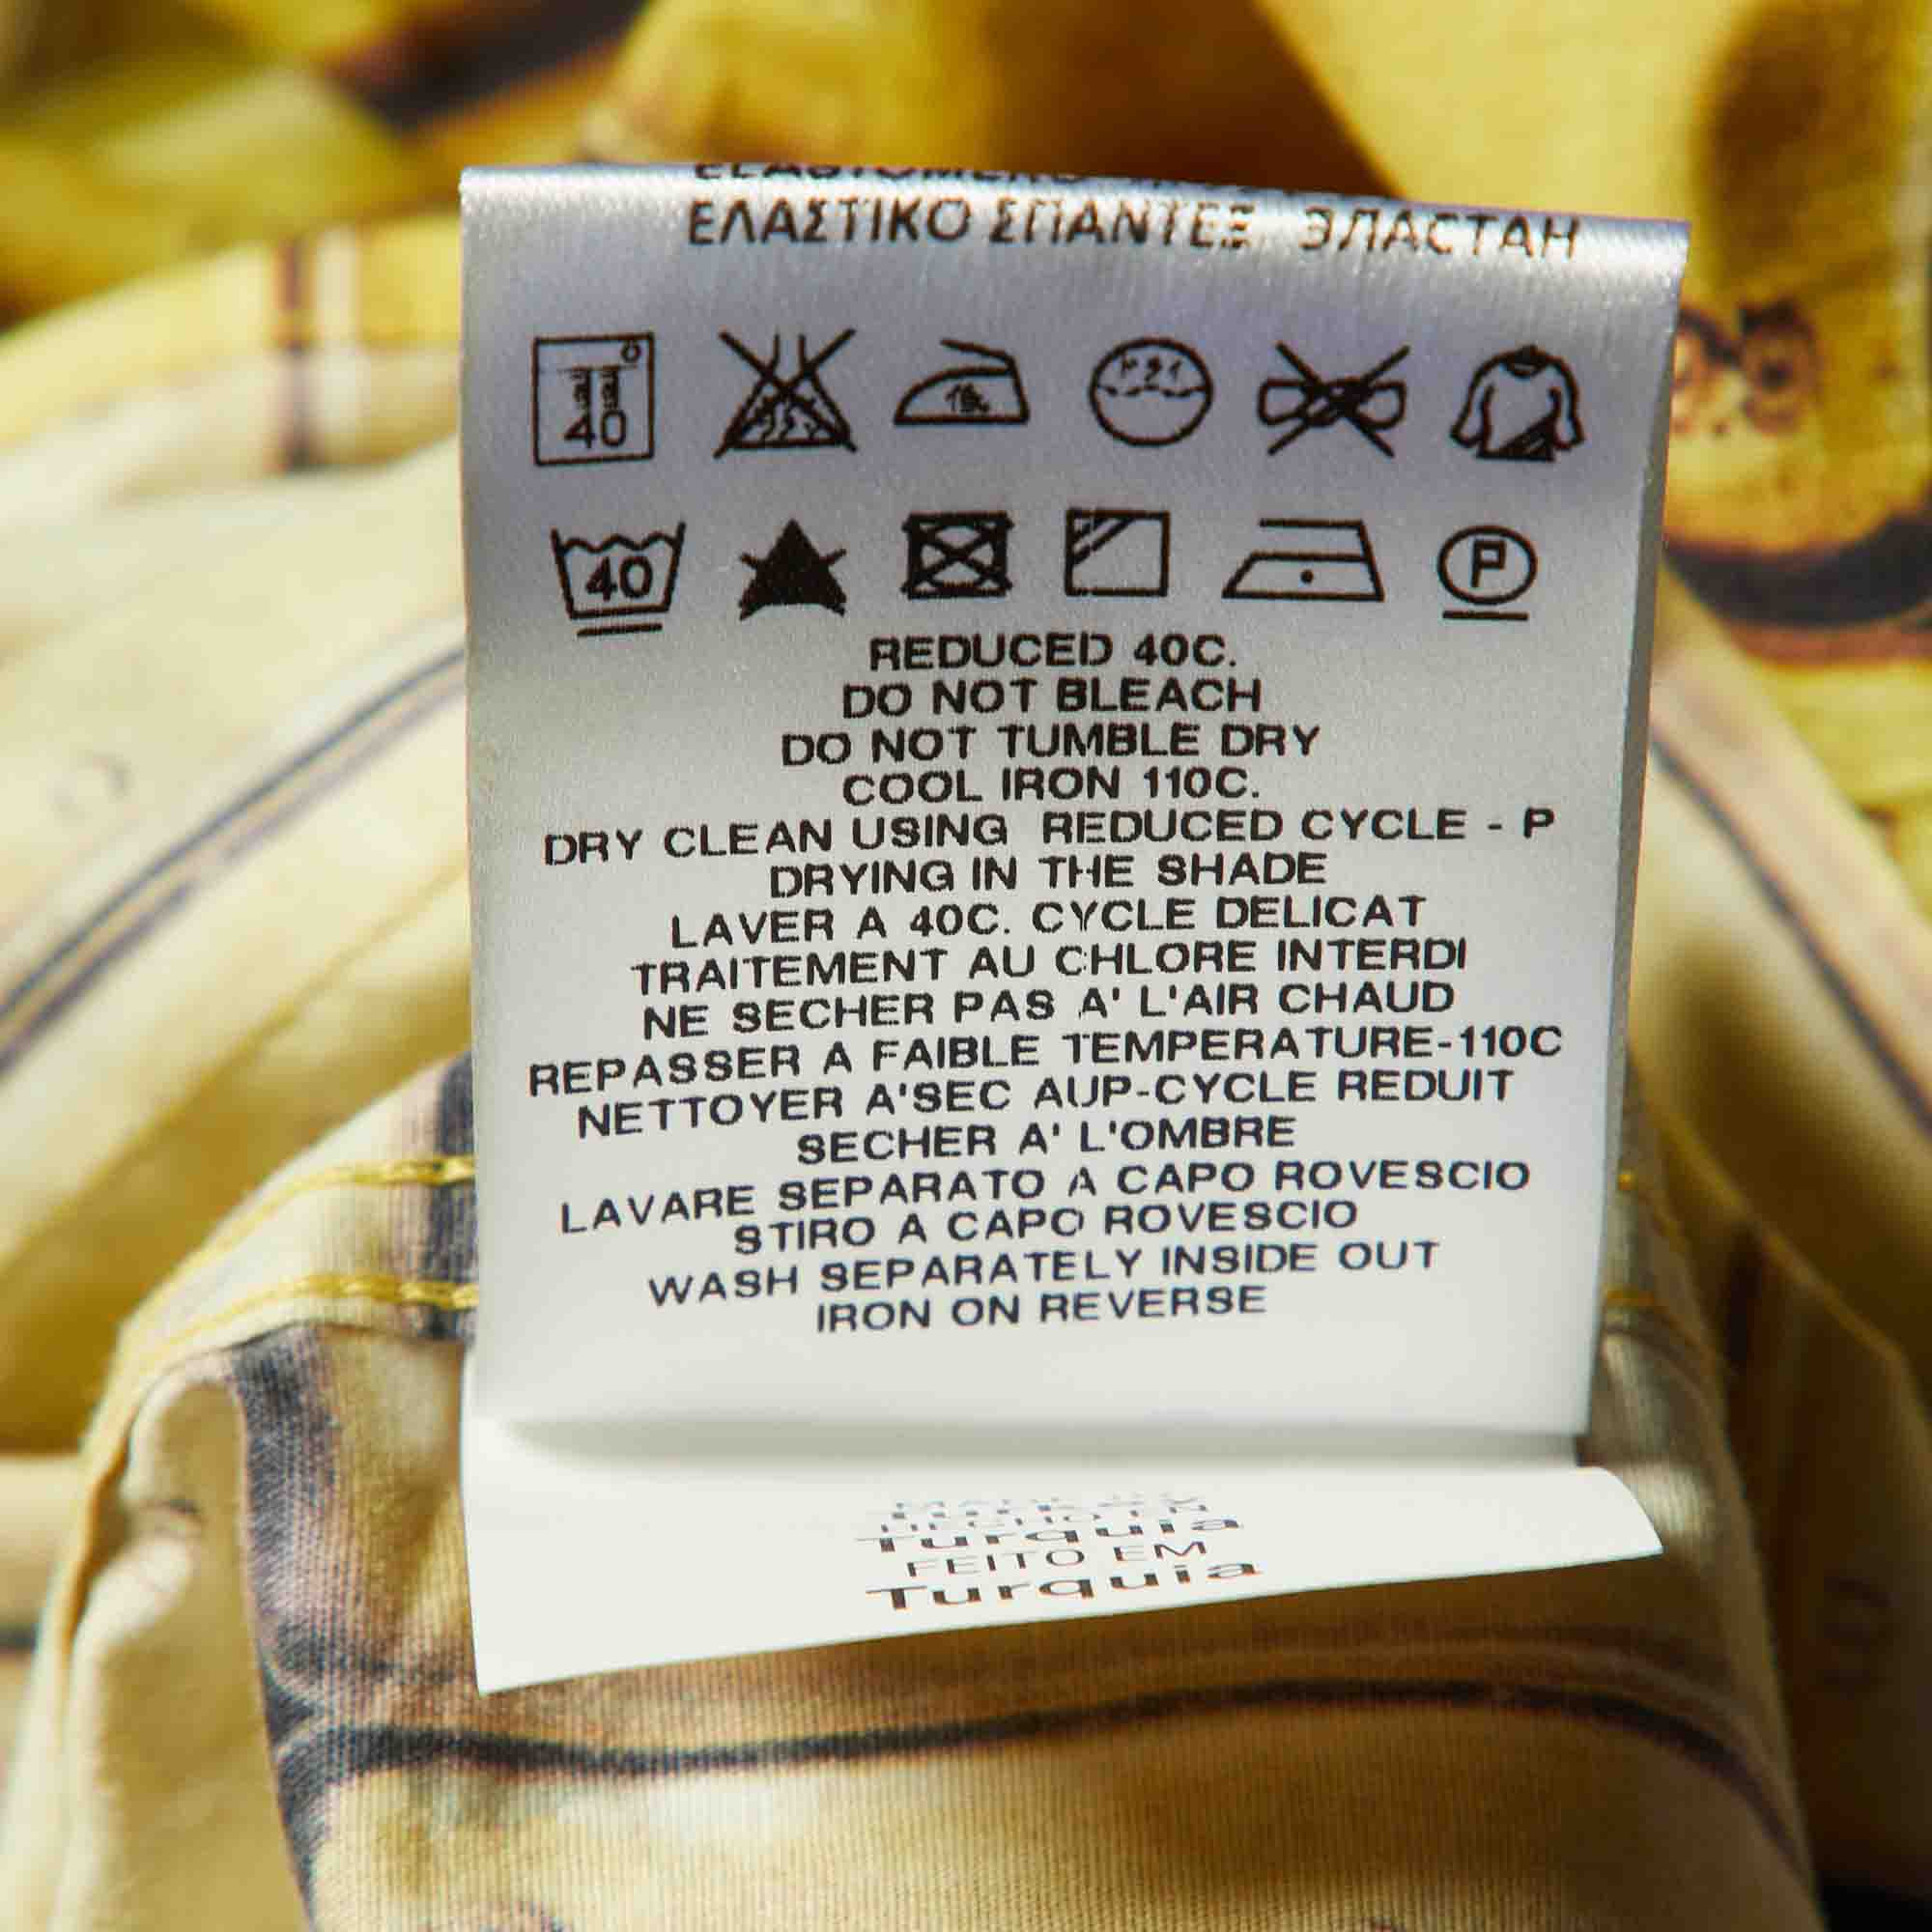 ΕΛΑΣΤΙΚΟ ΣΠΑΝΤΕΞ ЭЛАСТАН
40
40 P
REDUCED 40C.
DO NOT BLEACH
DO NOT TUMBLE DRY
COOL IRON 110C.
DRY CLEAN USING REDUCED CYCLE - P
DRYING IN THE SHADE
LAVER A 40C. CYCLE DELICAT
TRAITEMENT AU CHLORE INTERDI
NE SECHER PAS A' L'AIR CHAUD
REPASSER A FAIBLE TEMPERATURE-110C
NETTOYER A'SEC AUP-CYCLE REDUIT
SECHER A' L'OMBRE
LAVARE SEPARATO A CAPO ROVESCIO
STIRO A CAPO ROVESCIO
WASH SEPARATELY INSIDE OUT
IRON ON REVERSE
HECHO EN
Turquia
FEITO EM
Turquia